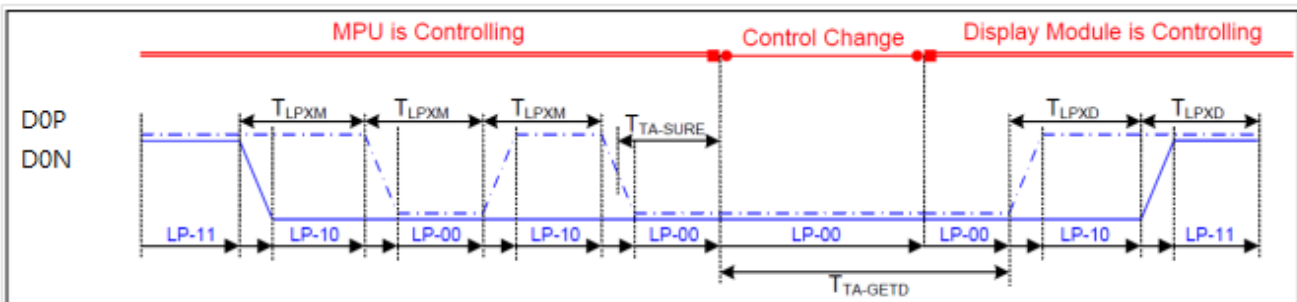 MPU is Controlling Control Change Display Module is Controlling
TLPXM TLPXM TLPXM TLPXD TLPXD
D0P TTA-SURE
D0N
LP-11 LP-10 LP-00 LP-10 LP-00 LP-00 LP-00 LP-10 LP-11
TTA-GETD